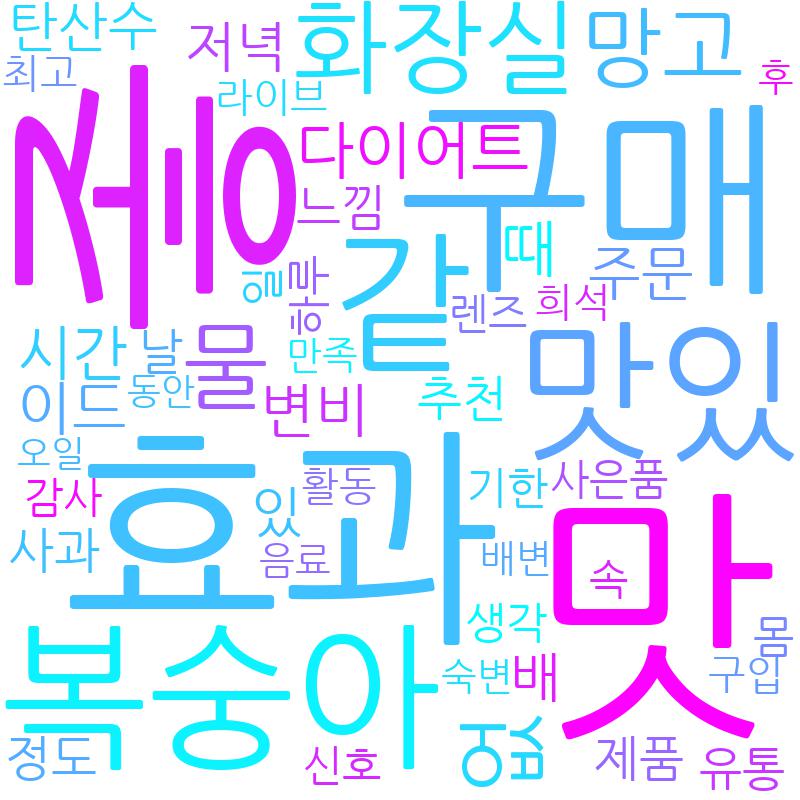 탄산수
저녁
화장실
망고
최고
라이브
후
쥬
응
다이어트
구매
느낌
때
일
하루
같
주문
렌즈
희석
시간
날
물
만족
맛있
이드
동안
변비
추천
오일
효과
감사
있
활동
기한
사은품
맛
사과
음료
배변
속
복숭아
생각
몸
숙변
배
구입
정도
신호
없
제품
유통